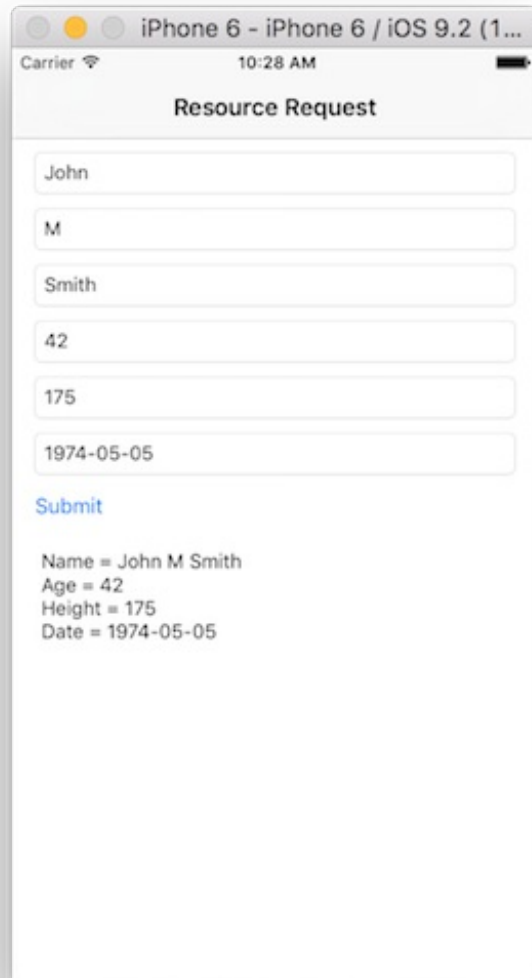 iPhone 6 - iPhone 6 / iOS 9.2 (1...
Carrier 10:28 AM
Resource Request
John
M
Smith
42
175
1974-05-05
Submit
Name = John M Smith
Age = 42
Height = 175
Date = 1974-05-05